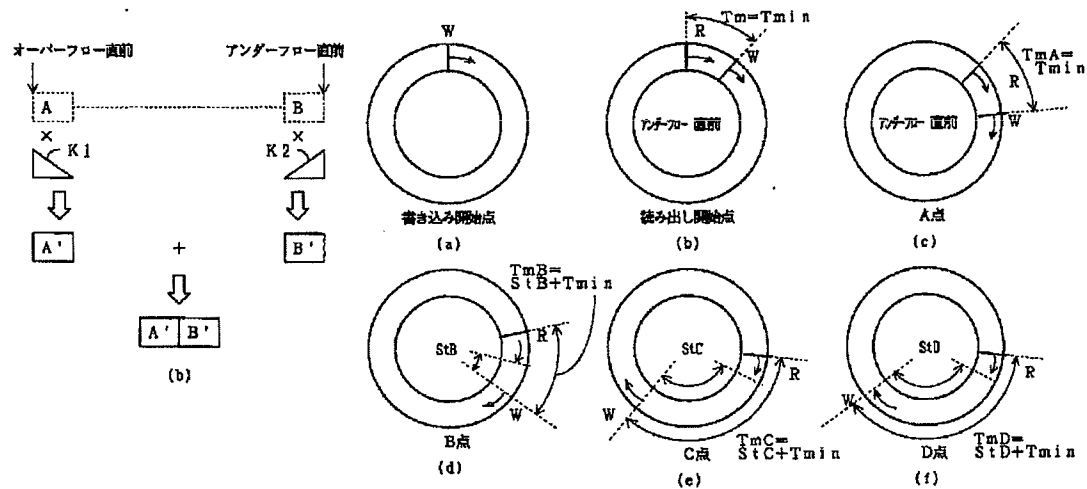 オーバーフロー直前
アンダーフロー直前
A
B
×
×
K1
K2
A'
+
B'
A' B'
(b)
W
書き込み開始点
(a)
Tm=Tmin
R
W
アンダーフロー直前
読み出し開始点
(b)
TmA=
Tmin
R
W
アンダーフロー直前
A点
(c)
TmB=
StB+Tmin
R
StB
W
B点
(d)
StC
R
W
TmC=
StC+Tmin
C点
(e)
StD
R
W
TmD=
StD+Tmin
D点
(f)